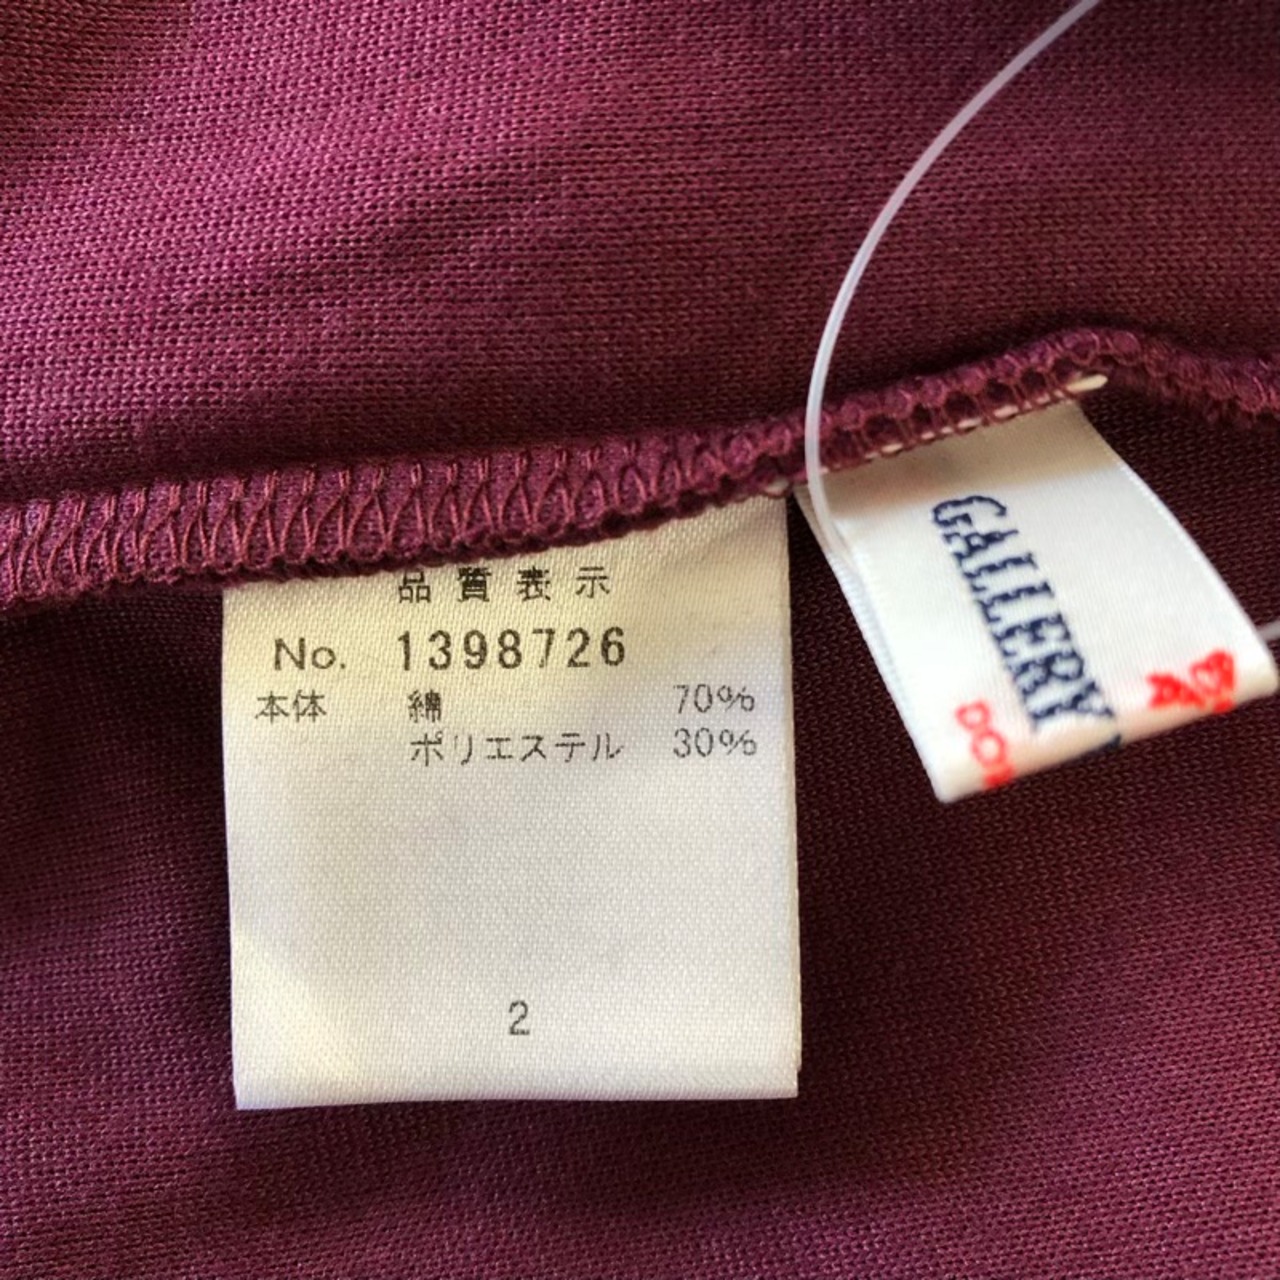 品質表示
No. 1398726
本体 綿 70%
ポリエステル 30%
2
GALLERY